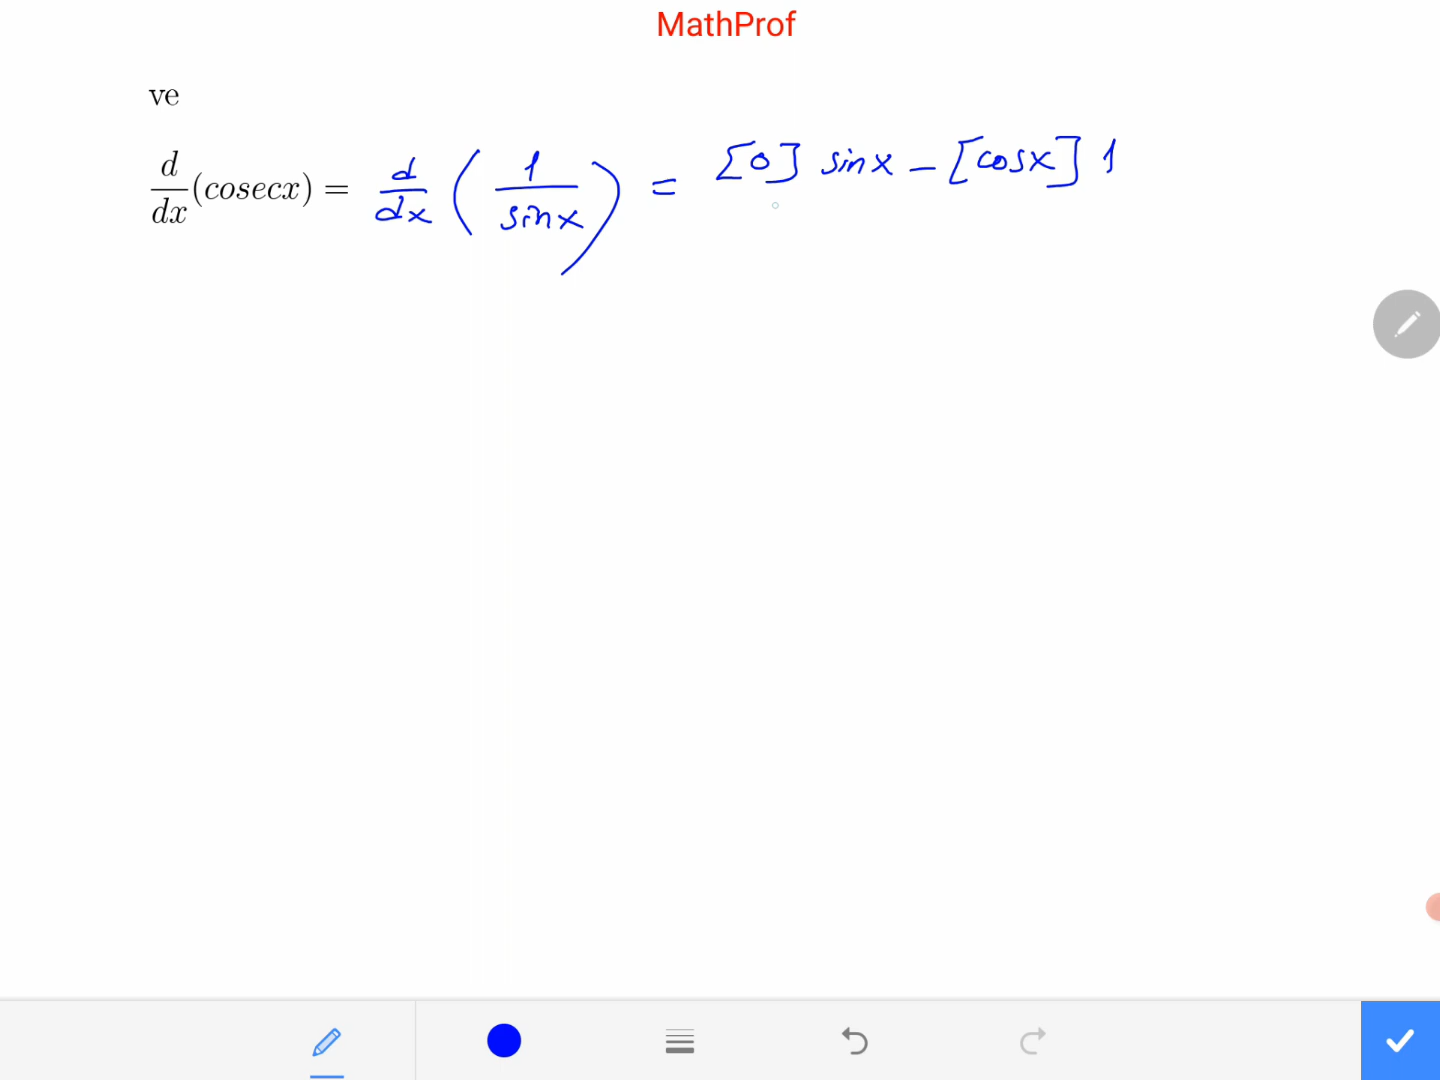 MathProf
ve
d/dx (cosecx) = d/dx ( 1/sinx ) = [0] sinx − [cosx] 1